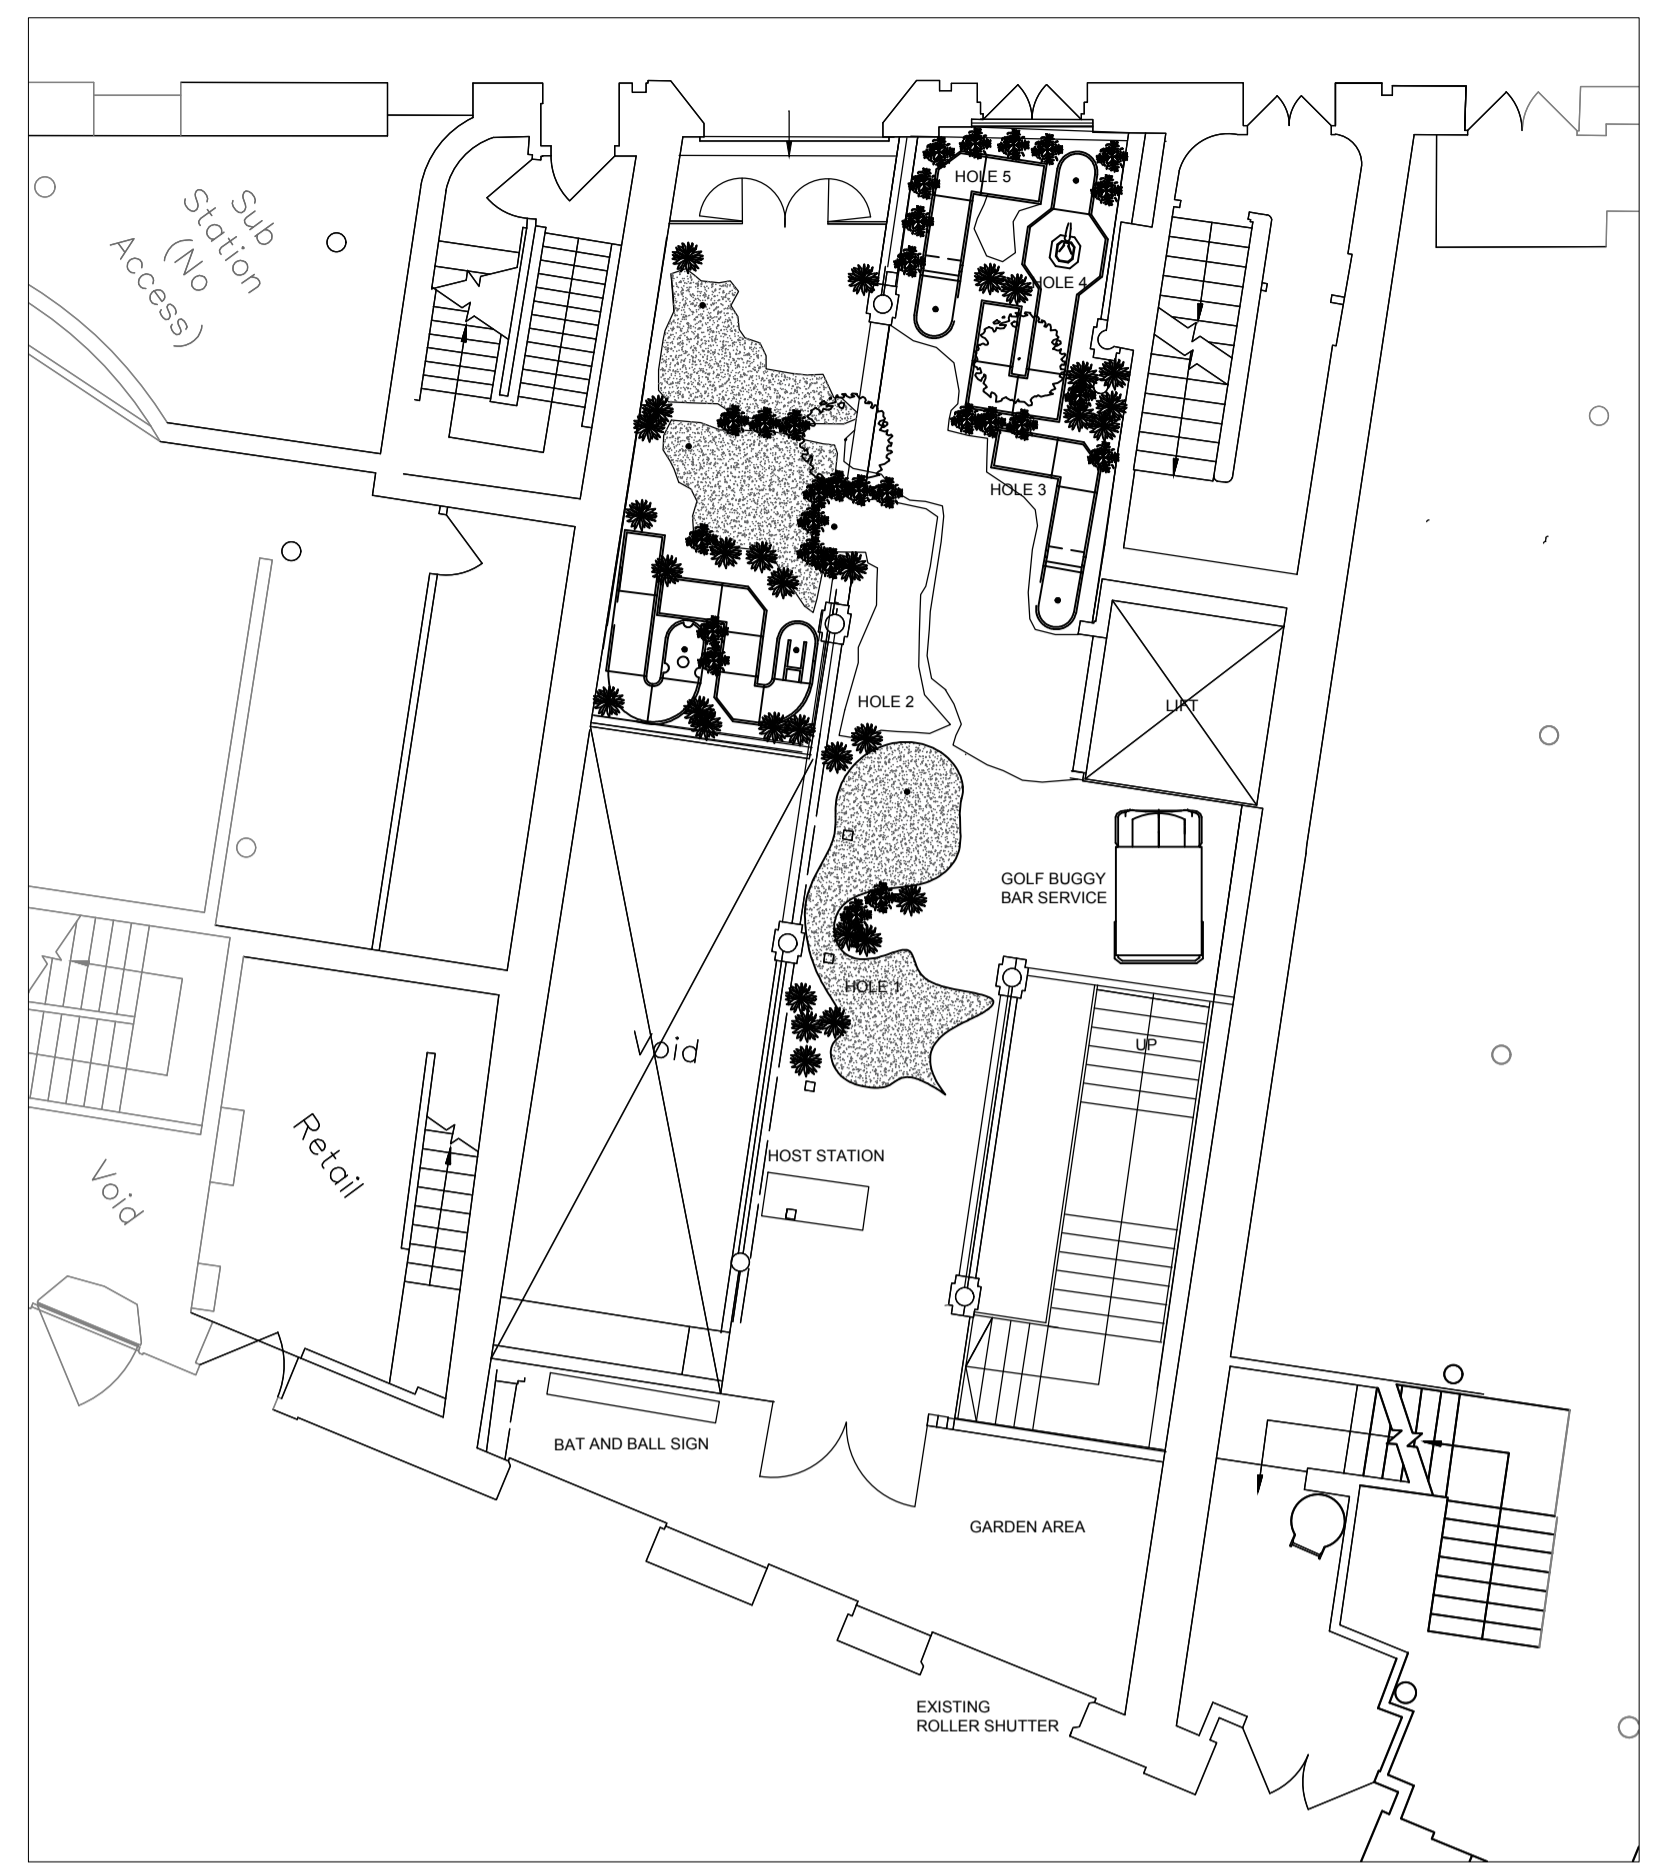 Sub
Station
(No
Access)
HOLE 5
HOLE 4
HOLE 3
HOLE 2
LIFT
GOLF BUGGY
BAR SERVICE
HOLE 1
Void
UP
Retail
Void
HOST STATION
BAT AND BALL SIGN
GARDEN AREA
EXISTING
ROLLER SHUTTER